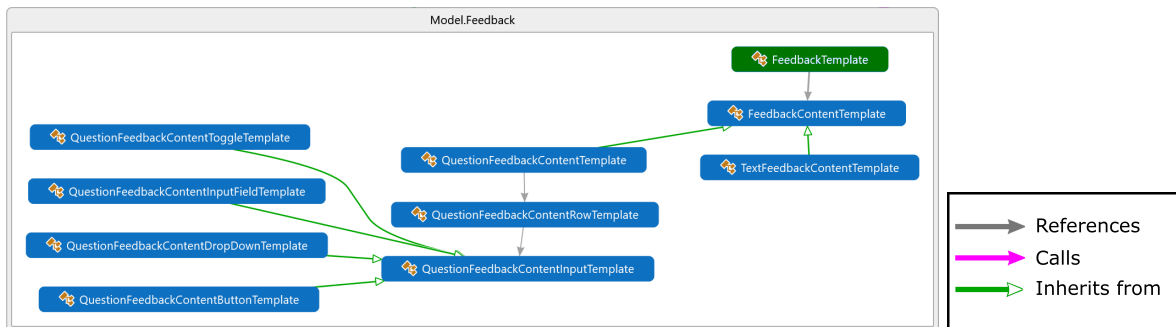 Model.Feedback
FeedbackTemplate
FeedbackContentTemplate
QuestionFeedbackContentToggleTemplate
QuestionFeedbackContentTemplate
TextFeedbackContentTemplate
QuestionFeedbackContentInputFieldTemplate
QuestionFeedbackContentRowTemplate
QuestionFeedbackContentDropDownTemplate
QuestionFeedbackContentInputTemplate
QuestionFeedbackContentButtonTemplate
References
Calls
Inherits from